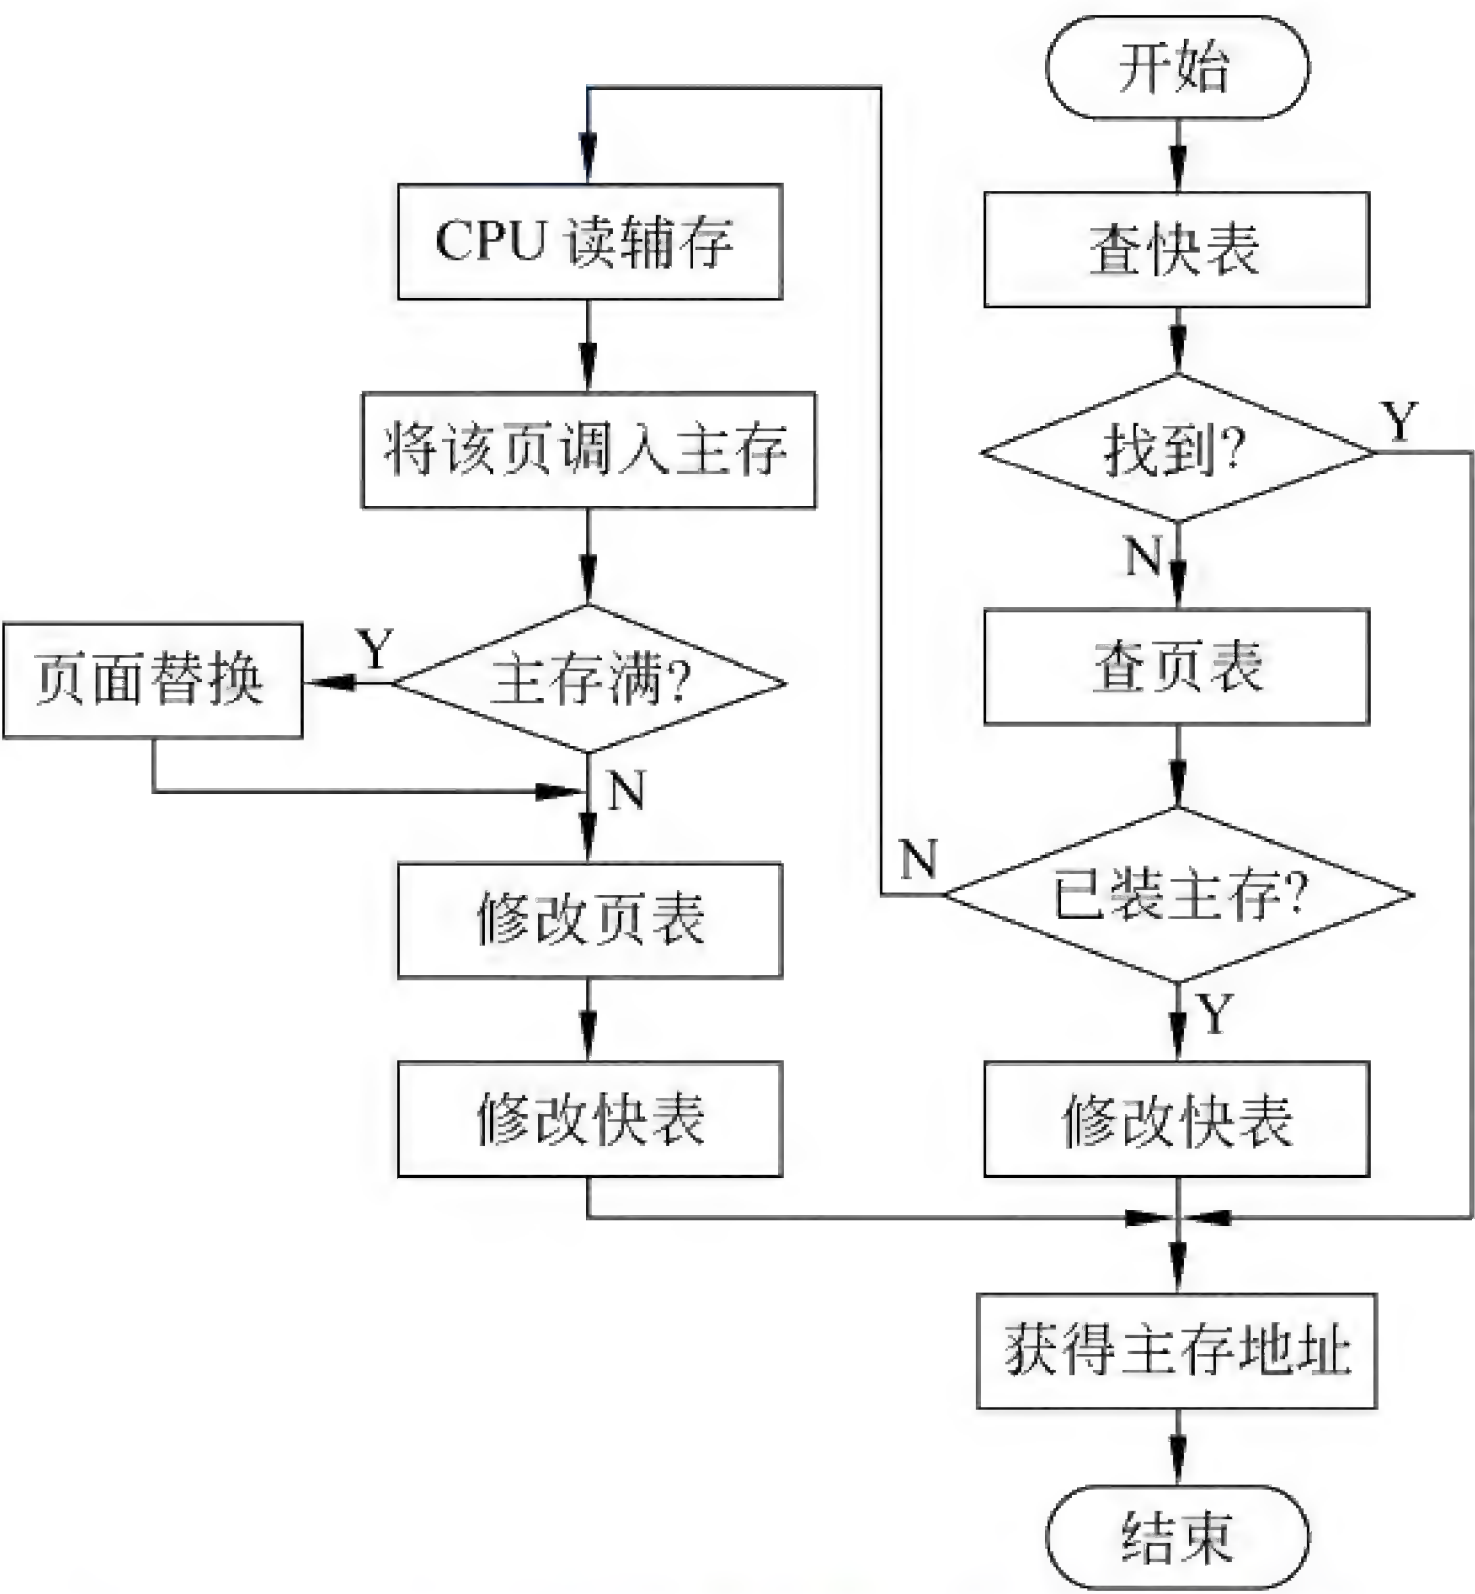 开始
查快表
找到?
Y
N
查页表
已装主存?
N
Y
修改快表
CPU 读辅存
将该页调入主存
主存满?
Y
页面替换
N
修改页表
修改快表
获得主存地址
结束